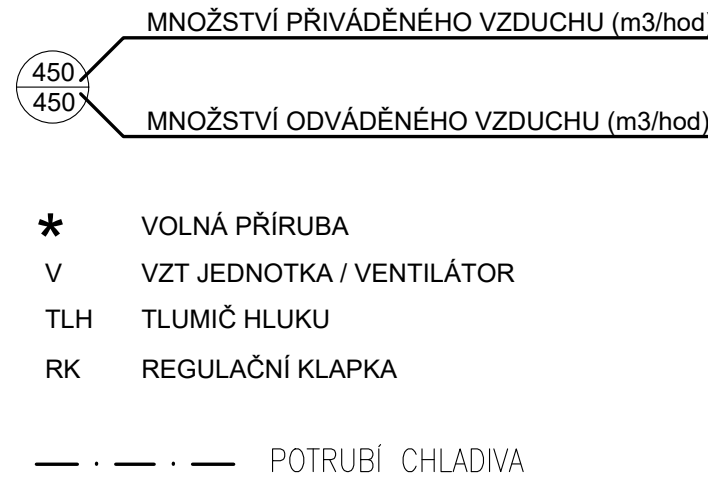 MNOŽSTVÍ PŘIVÁDĚNÉHO VZDUCHU (m3/hod)
450
450
MNOŽSTVÍ ODVÁDĚNÉHO VZDUCHU (m3/hod)
* VOLNÁ PŘÍRUBA
V VZT JEDNOTKA / VENTILÁTOR
TLH TLUMIČ HLUKU
RK REGULAČNÍ KLAPKA
POTRUBÍ CHLADIVA